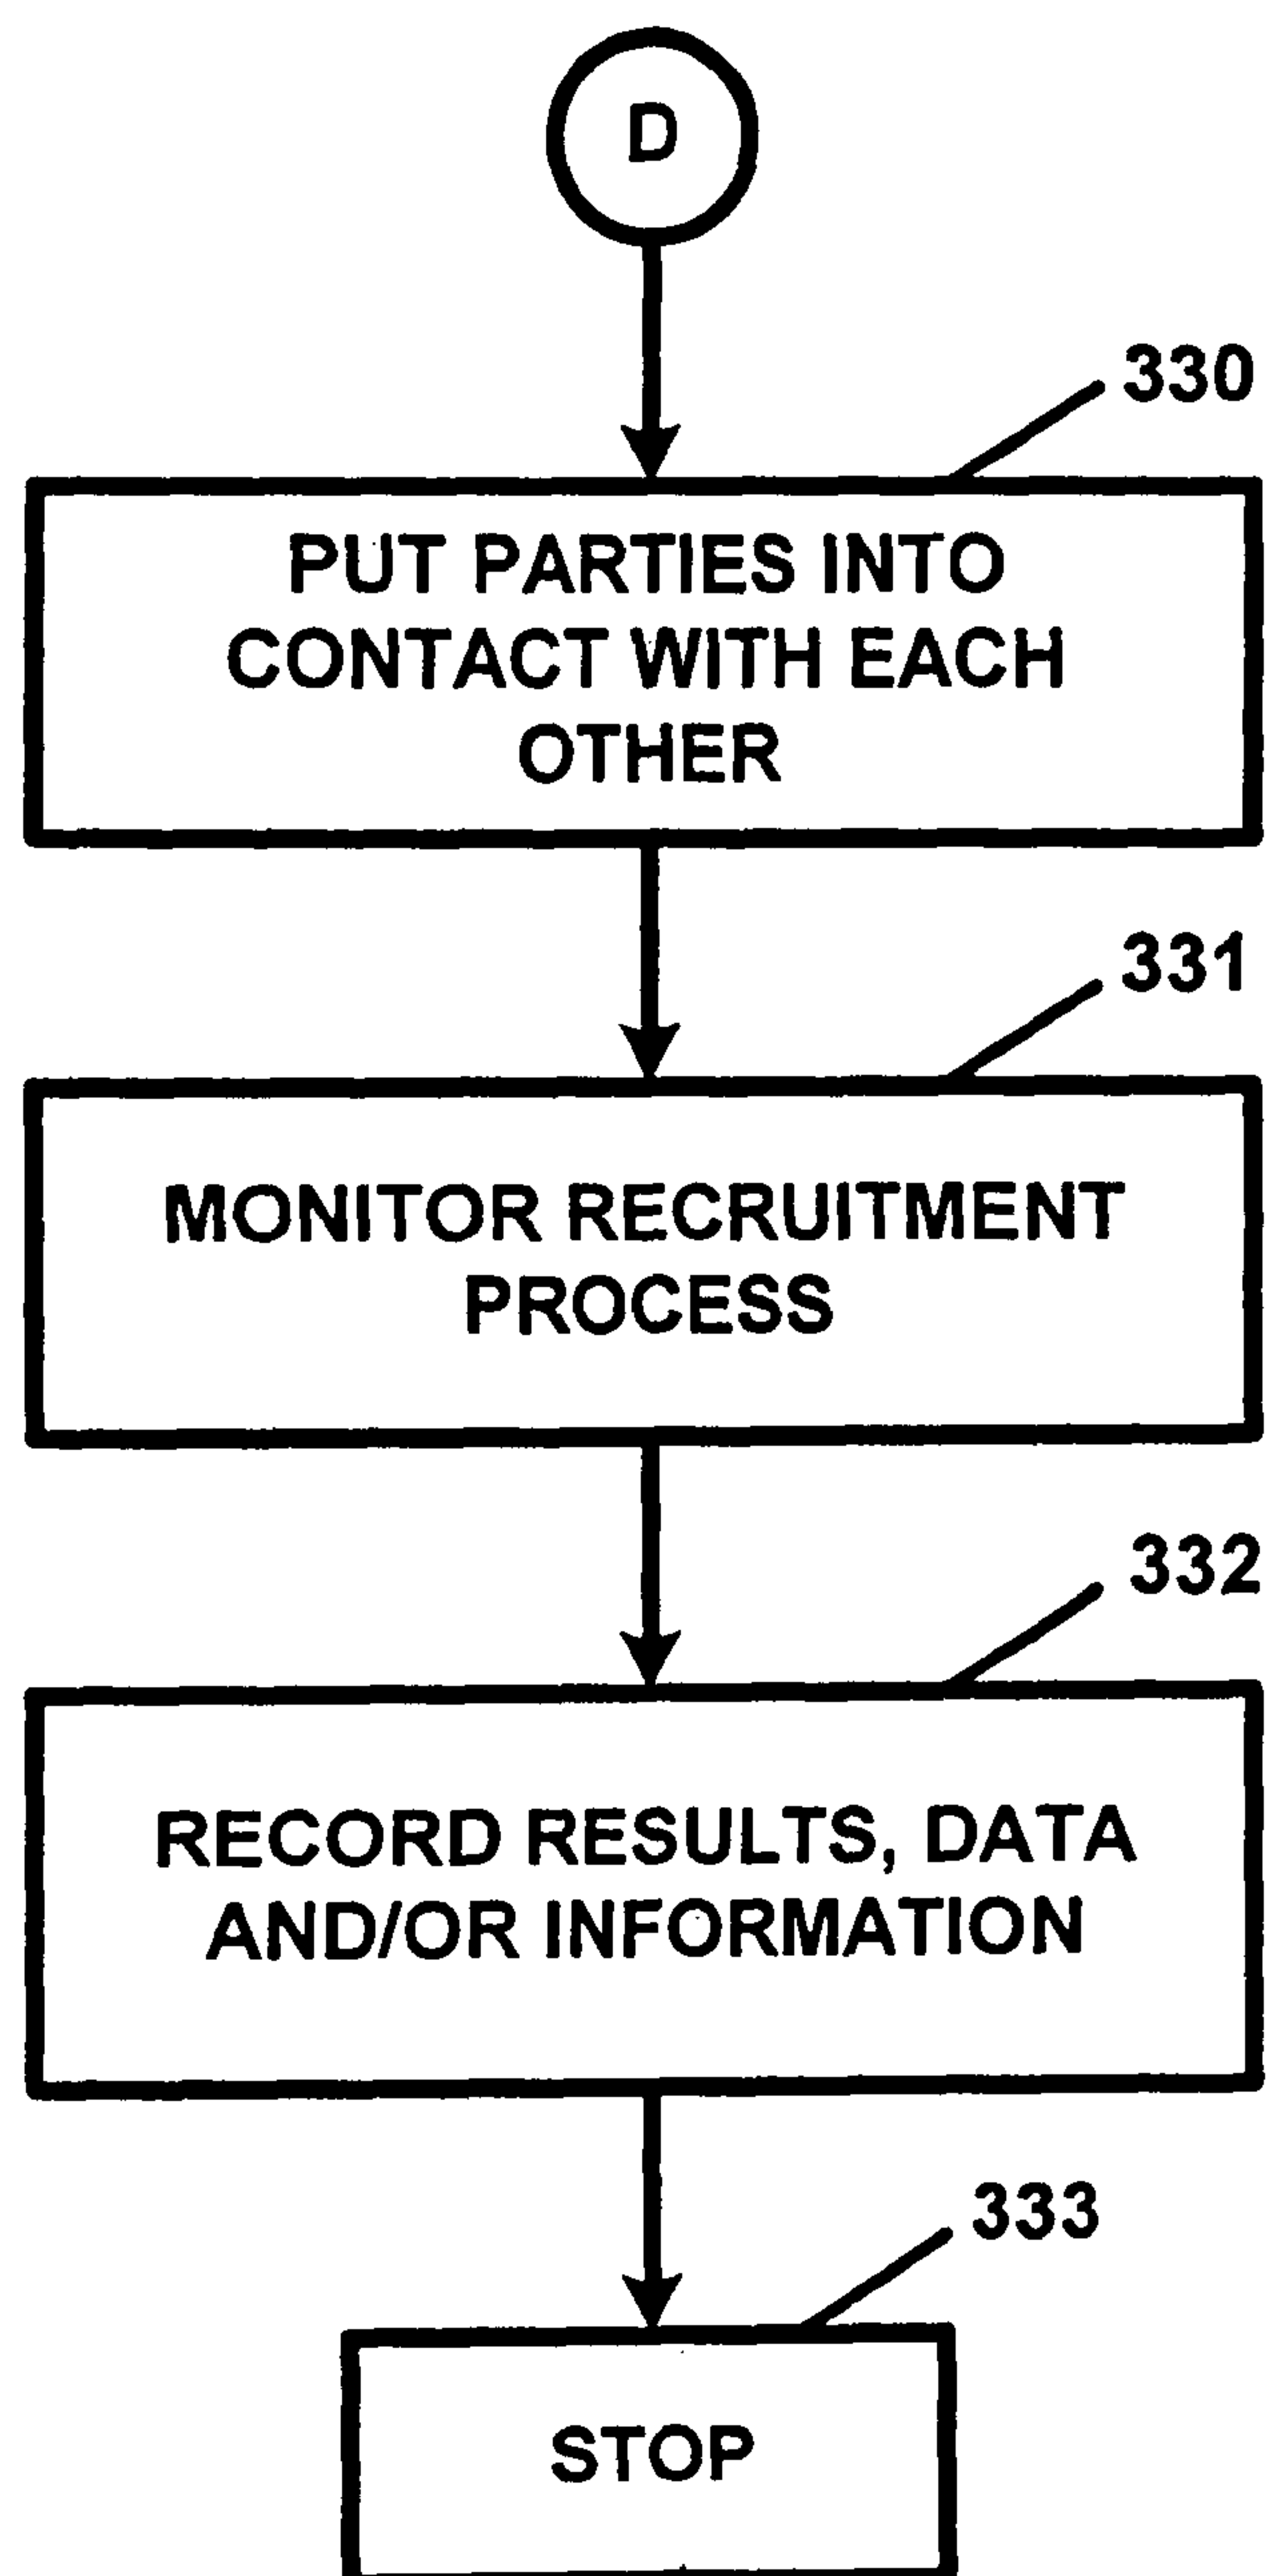 D
330
PUT PARTIES INTO
CONTACT WITH EACH
OTHER
331
MONITOR RECRUITMENT
PROCESS
332
RECORD RESULTS, DATA
AND/OR INFORMATION
333
STOP